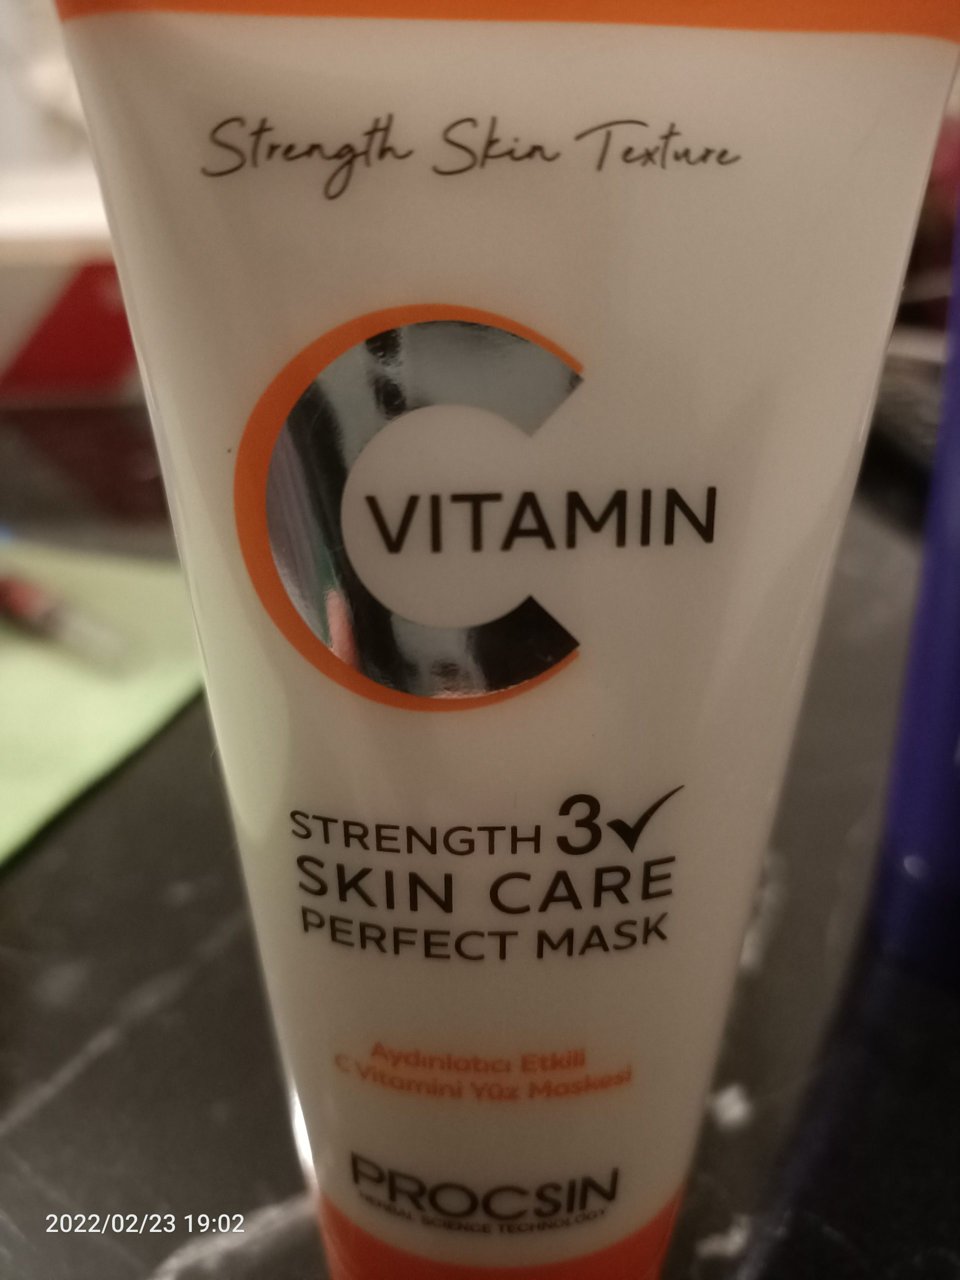 Strength Skin Texture
C VITAMIN
STRENGTH 3✓
SKIN CARE
PERFECT MASK
Aydınlatıcı Etkili
C Vitamini Yüz Maskesi
PROCSIN
HERBAL SCIENCE TECHNOLOGY
2022/02/23 19:02